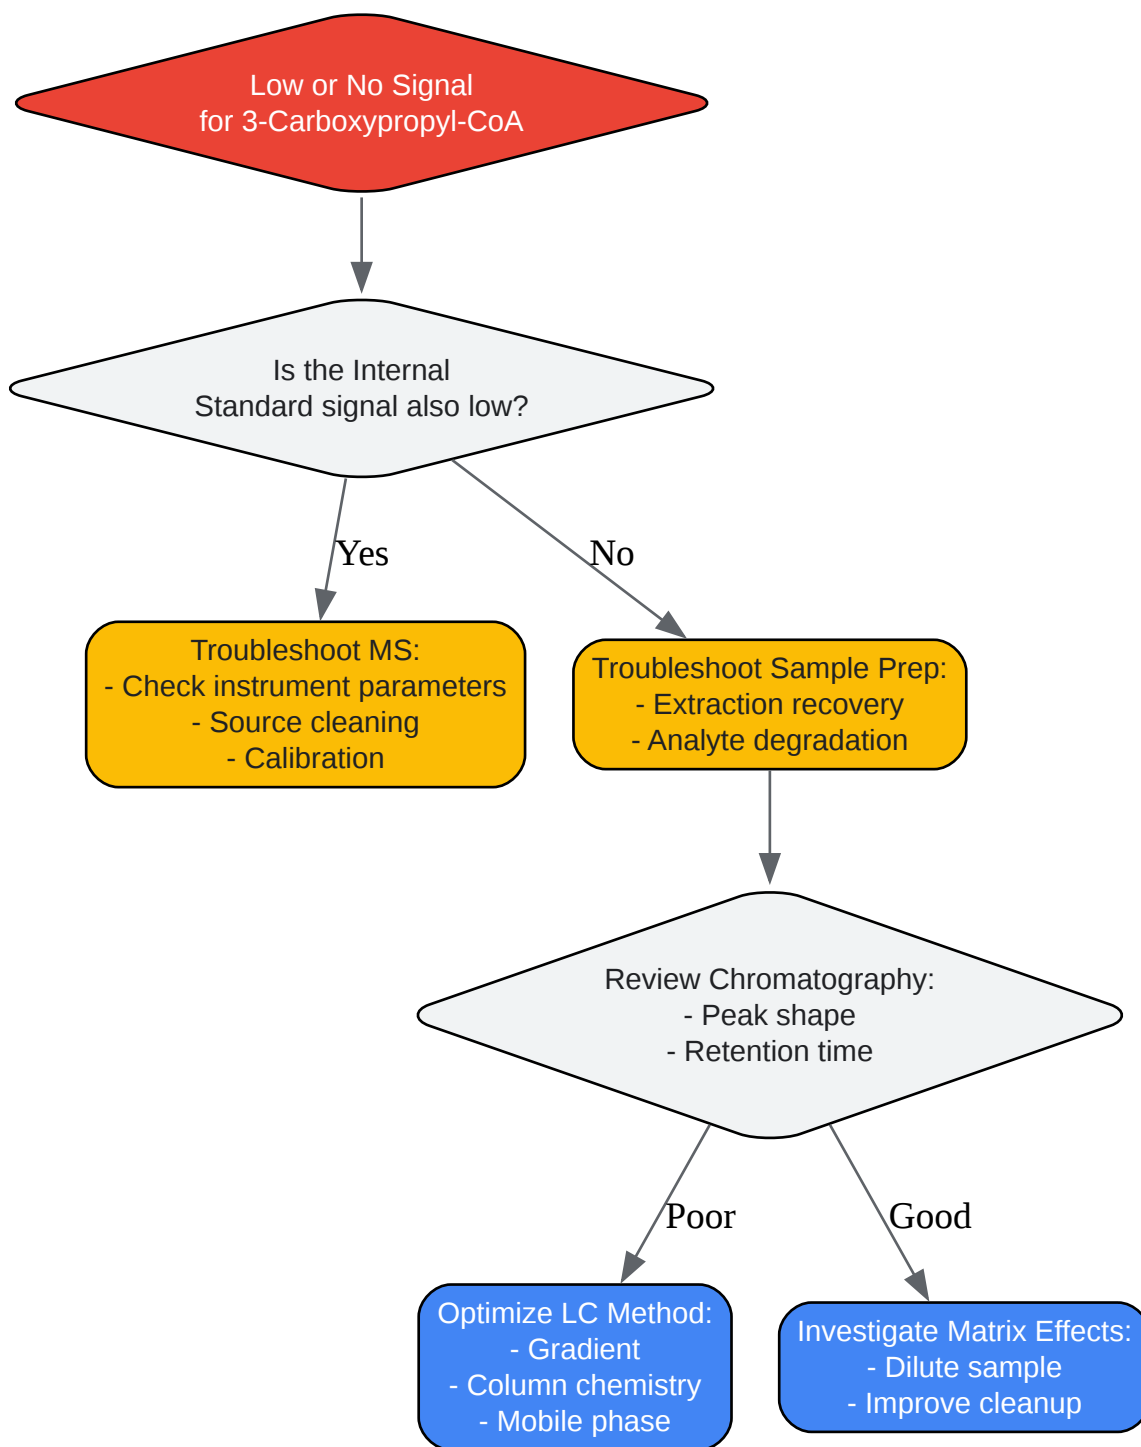 Low or No Signal
for 3-Carboxypropyl-CoA
Is the Internal
Standard signal also low?
Yes
No
Troubleshoot MS:
- Check instrument parameters
- Source cleaning
- Calibration
Troubleshoot Sample Prep:
- Extraction recovery
- Analyte degradation
Review Chromatography:
- Peak shape
- Retention time
Poor
Good
Optimize LC Method:
- Gradient
- Column chemistry
- Mobile phase
Investigate Matrix Effects:
- Dilute sample
- Improve cleanup